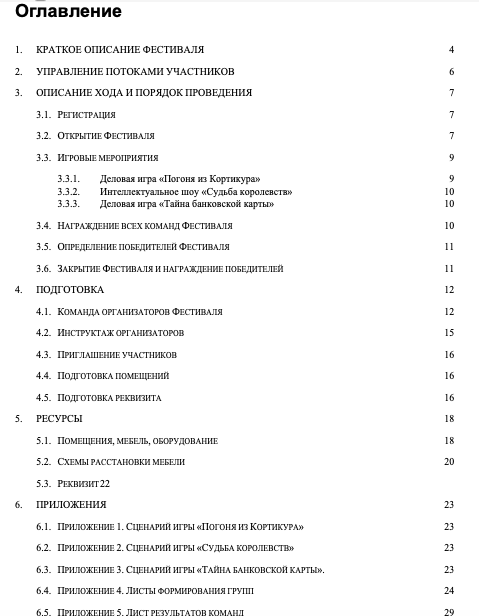 Оглавление
1. КРАТКОЕ ОПИСАНИЕ ФЕСТИВАЛЯ 4
2. УПРАВЛЕНИЕ ПОТОКАМИ УЧАСТНИКОВ 6
3. ОПИСАНИЕ ХОДА И ПОРЯДОК ПРОВЕДЕНИЯ 7
3.1. Регистрация 7
3.2. Открытие Фестиваля 7
3.3. Игровые мероприятия 9
3.3.1. Деловая игра «Погоня из Кортикура» 9
3.3.2. Интеллектуальное шоу «Судьба королевств» 10
3.3.3. Деловая игра «Тайна банковской карты» 10
3.4. Награждение всех команд Фестиваля 10
3.5. Определение победителей Фестиваля 11
3.6. Закрытие Фестиваля и награждение победителей 11
4. ПОДГОТОВКА 12
4.1. Команда организаторов Фестиваля 12
4.2. Инструктаж организаторов 15
4.3. Приглашение участников 16
4.4. Подготовка помещений 16
4.5. Подготовка реквизита 16
5. РЕСУРСЫ 18
5.1. Помещения, мебель, оборудование 18
5.2. Схемы расстановки мебели 20
5.3. Реквизит22
6. ПРИЛОЖЕНИЯ 23
6.1. Приложение 1. Сценарий игры «Погоня из Кортикура» 23
6.2. Приложение 2. Сценарий игры «Судьба королевств» 23
6.3. Приложение 3. Сценарий игры «Тайна банковской карты». 23
6.4. Приложение 4. Листы формирования групп 24
6.5. Приложение 5. Лист результатов команд 29